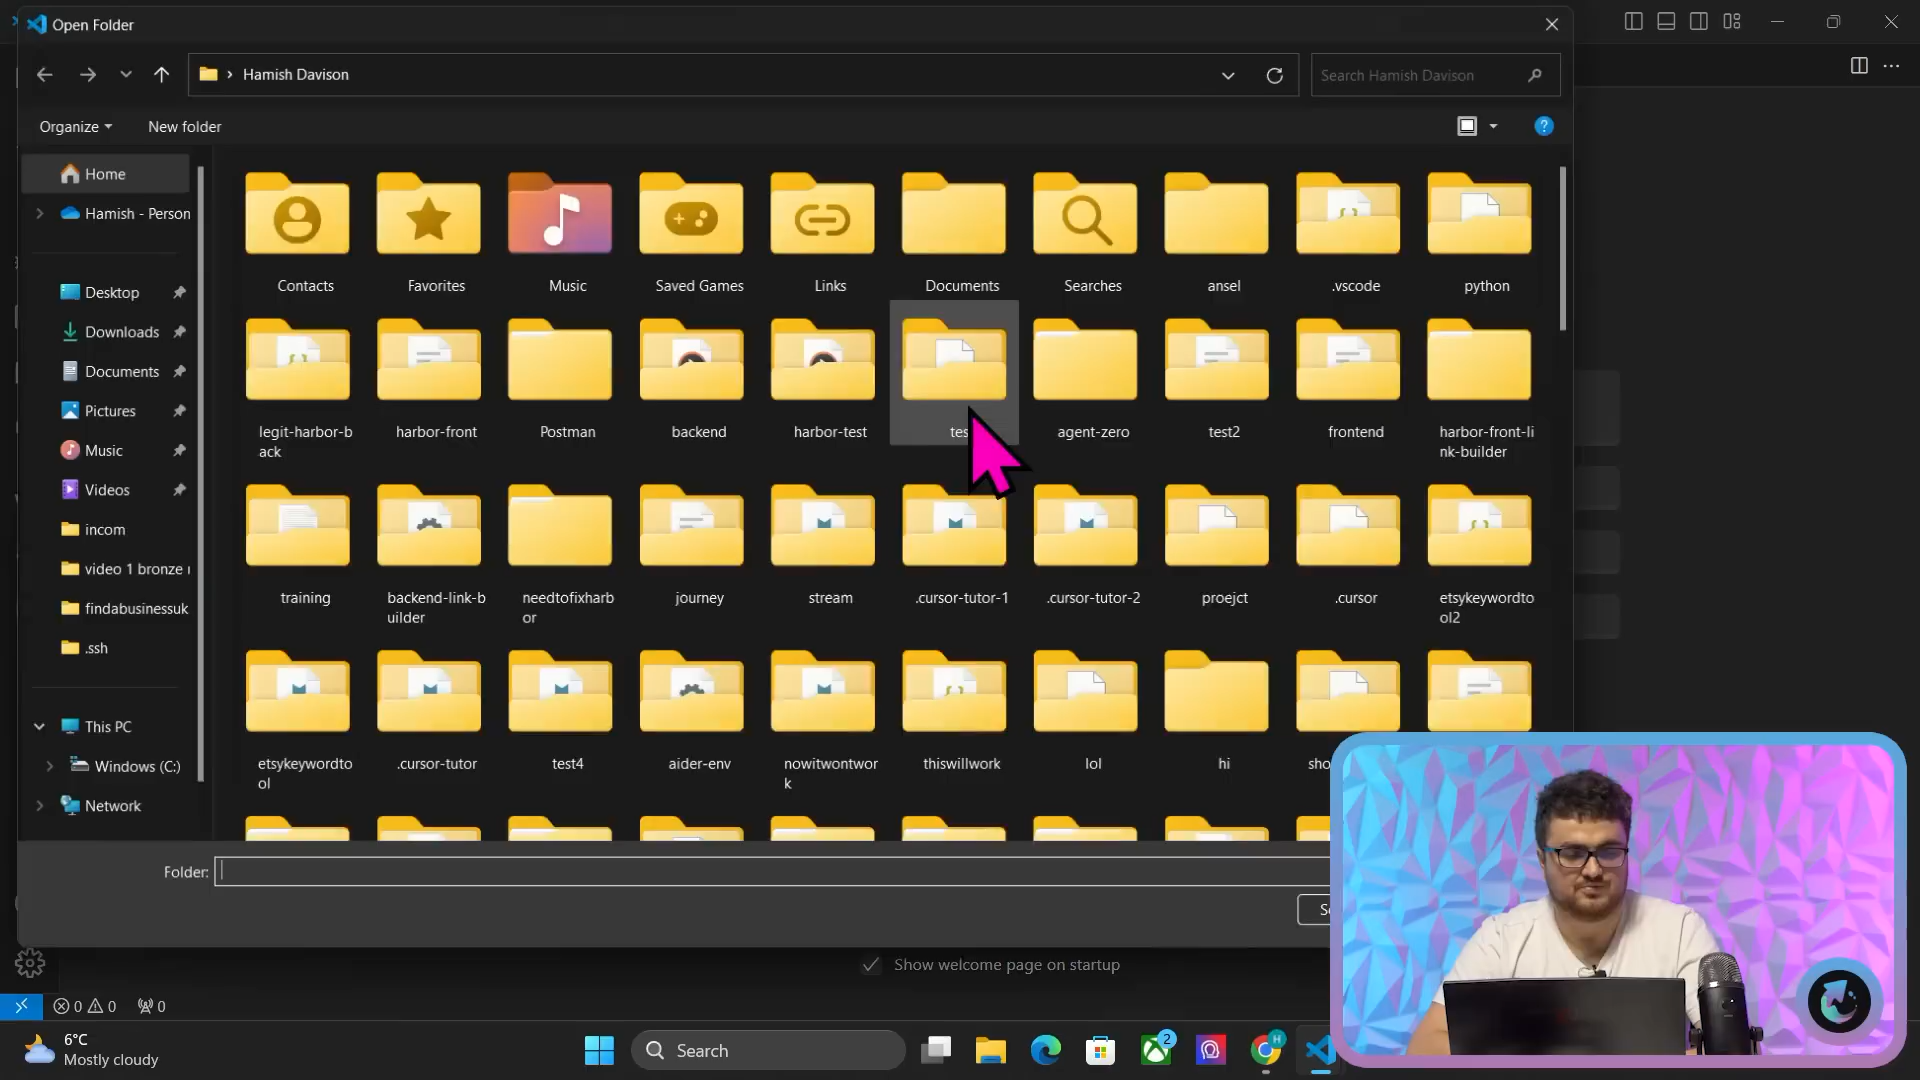 Open Folder
Hamish Davison
Search Hamish Davison
Organize
New folder
Home
Hamish - Person
Desktop
Downloads
Documents
Pictures
Music
Videos
incom
video 1 bronze
findabusinessuk
.ssh
This PC
Windows (C:)
Network
Contacts
Favorites
Music
Saved Games
Links
Documents
Searches
ansel
.vscode
python
legit-harbor-b
ack
harbor-front
Postman
backend
harbor-test
agent-zero
test2
frontend
harbor-front-li
nk-builder
training
backend-link-b
uilder
needtofixharb
or
journey
stream
.cursor-tutor-1
.cursor-tutor-2
proejct
.cursor
etsykeywordto
ol2
etsykeywordto
ol
.cursor-tutor
test4
aider-env
nowitwontwor
k
thiswillwork
lol
hi
Folder:
Show welcome page on startup
0 0 0
6°C
Mostly cloudy
Search
2
H